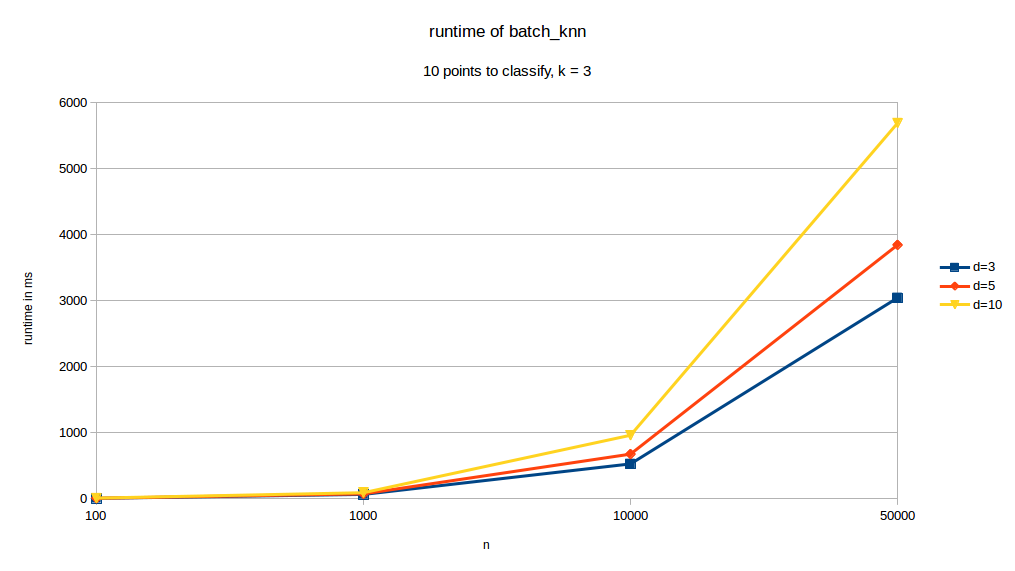 runtime of batch_knn
10 points to classify, k = 3
6000
5000
4000
3000
2000
1000
0
runtime in ms
100 1000 10000 50000
n
d=3
d=5
d=10